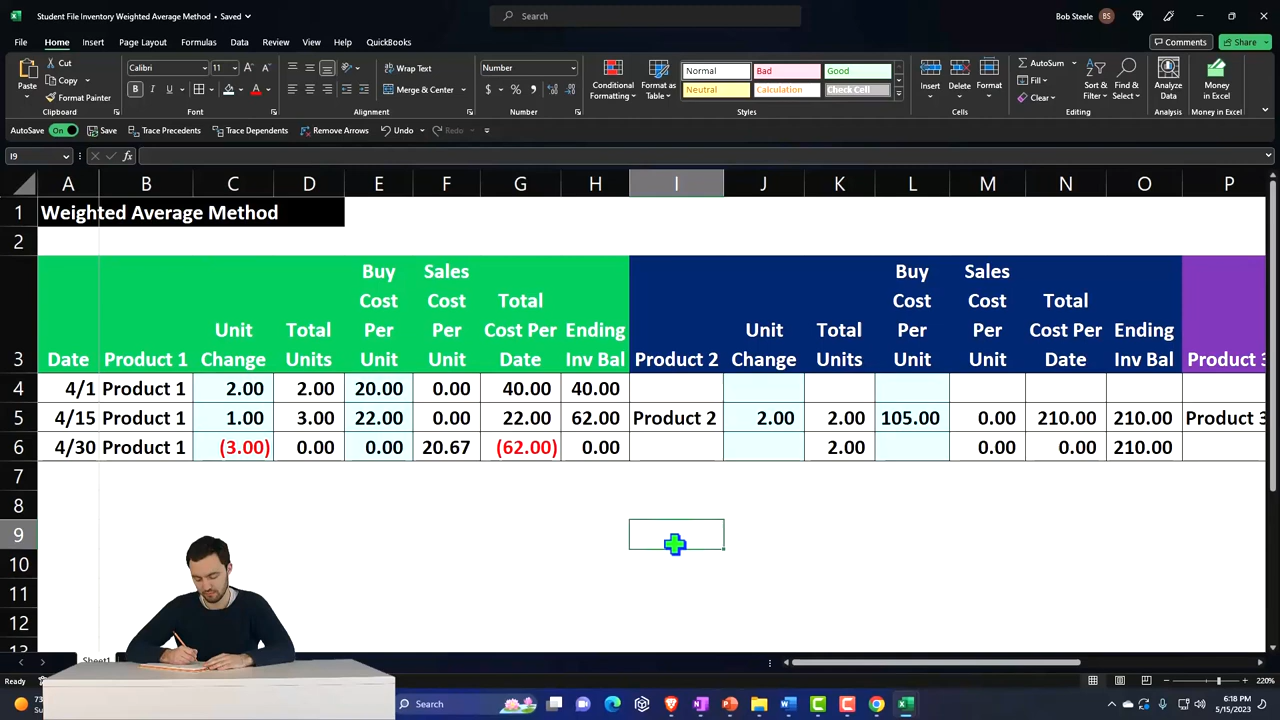 Student File Inventory Weighted Average Method • Saved
Search
Bob Steele
BS
File Home Insert Page Layout Formulas Data Review View Help QuickBooks
Comments
Share
Paste
Cut
Copy
Format Painter
Clipboard
Calibri
11
B I U
Font
Wrap Text
Merge & Center
Alignment
Number
$ % ,
Number
Conditional Formatting
Format as Table
Normal Bad Good
Neutral Calculation Check Cell
Styles
Insert Delete Format
Cells
AutoSum
Fill
Clear
Sort & Filter
Find & Select
Editing
Analyze Data
Analysis
Money in Excel
Money in Excel
AutoSave On Save Trace Precedents Trace Dependents Remove Arrows Undo Redo
I9
fx
A B C D E F G H I J K L M N O P
1 Weighted Average Method
2
3 Date Product 1 Unit Change Total Units Buy Cost Per Unit Sales Cost Per Unit Total Cost Per Date Ending Inv Bal Product 2 Unit Change Total Units Buy Cost Per Unit Sales Cost Per Unit Total Cost Per Date Ending Inv Bal Product 3
4 4/1 Product 1 2.00 2.00 20.00 0.00 40.00 40.00
5 4/15 Product 1 1.00 3.00 22.00 0.00 22.00 62.00 Product 2 2.00 2.00 105.00 0.00 210.00 210.00 Product 3
6 4/30 Product 1 (3.00) 0.00 0.00 20.67 (62.00) 0.00 2.00 0.00 0.00 210.00
7
8
9
10
11
12
13
Sheet1
Ready
220%
Search
6:18 PM
5/15/2023